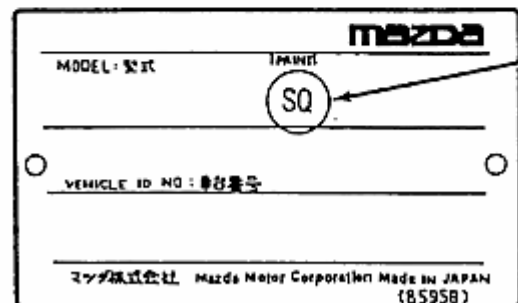 mazda
MODEL: 型式
SQ
VEHICLE ID NO: 車台番号
マツダ株式会社 Mazda Motor Corporation MADE IN JAPAN
(85958)